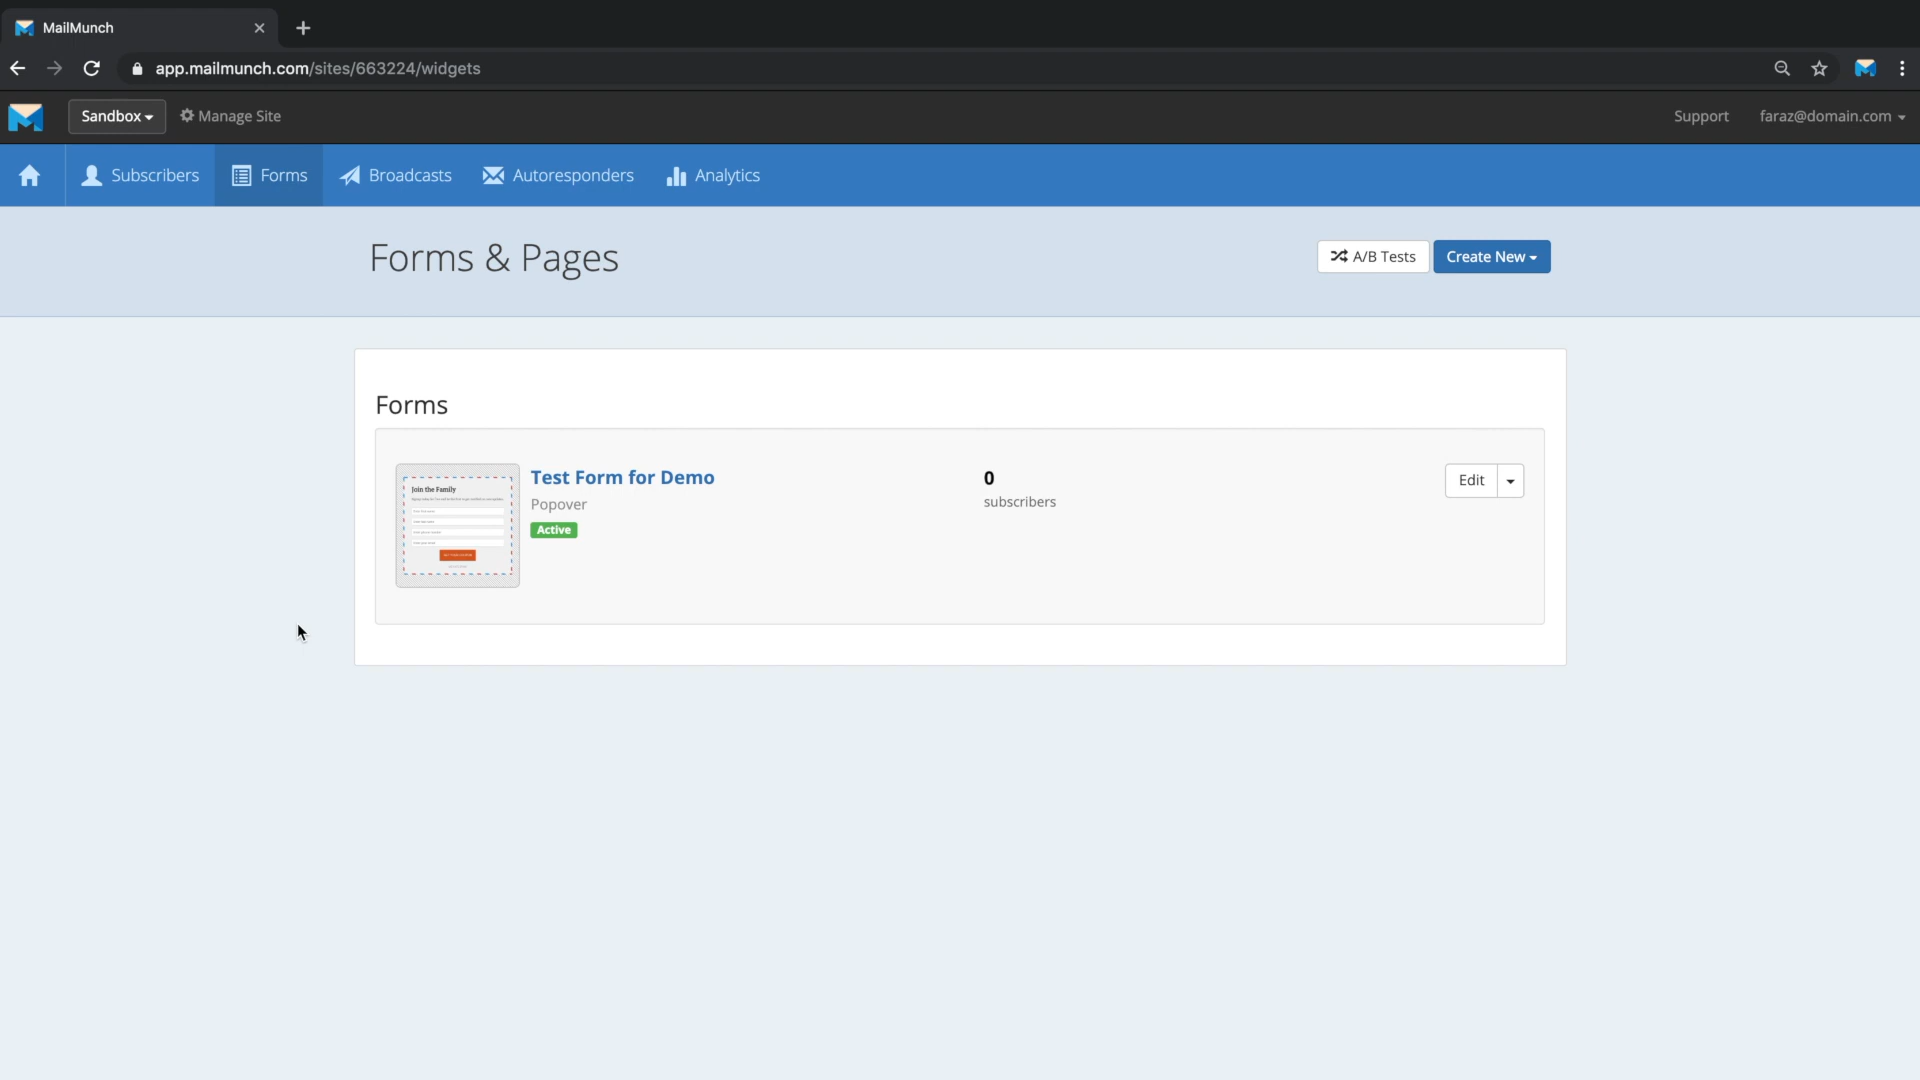 MailMunch
app.mailmunch.com/sites/663224/widgets
Sandbox
Manage Site
Support
faraz@domain.com
Subscribers
Forms
Broadcasts
Autoresponders
Analytics
Forms & Pages
A/B Tests
Create New
Forms
Join the Family
Test Form for Demo
Popover
Active
0
subscribers
Edit